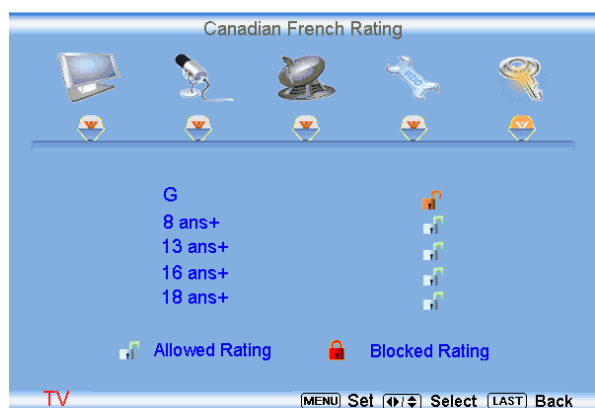 Canadian French Rating
G
8 ans+
13 ans+
16 ans+
18 ans+
Allowed Rating Blocked Rating
TV MENU Set Select LAST Back